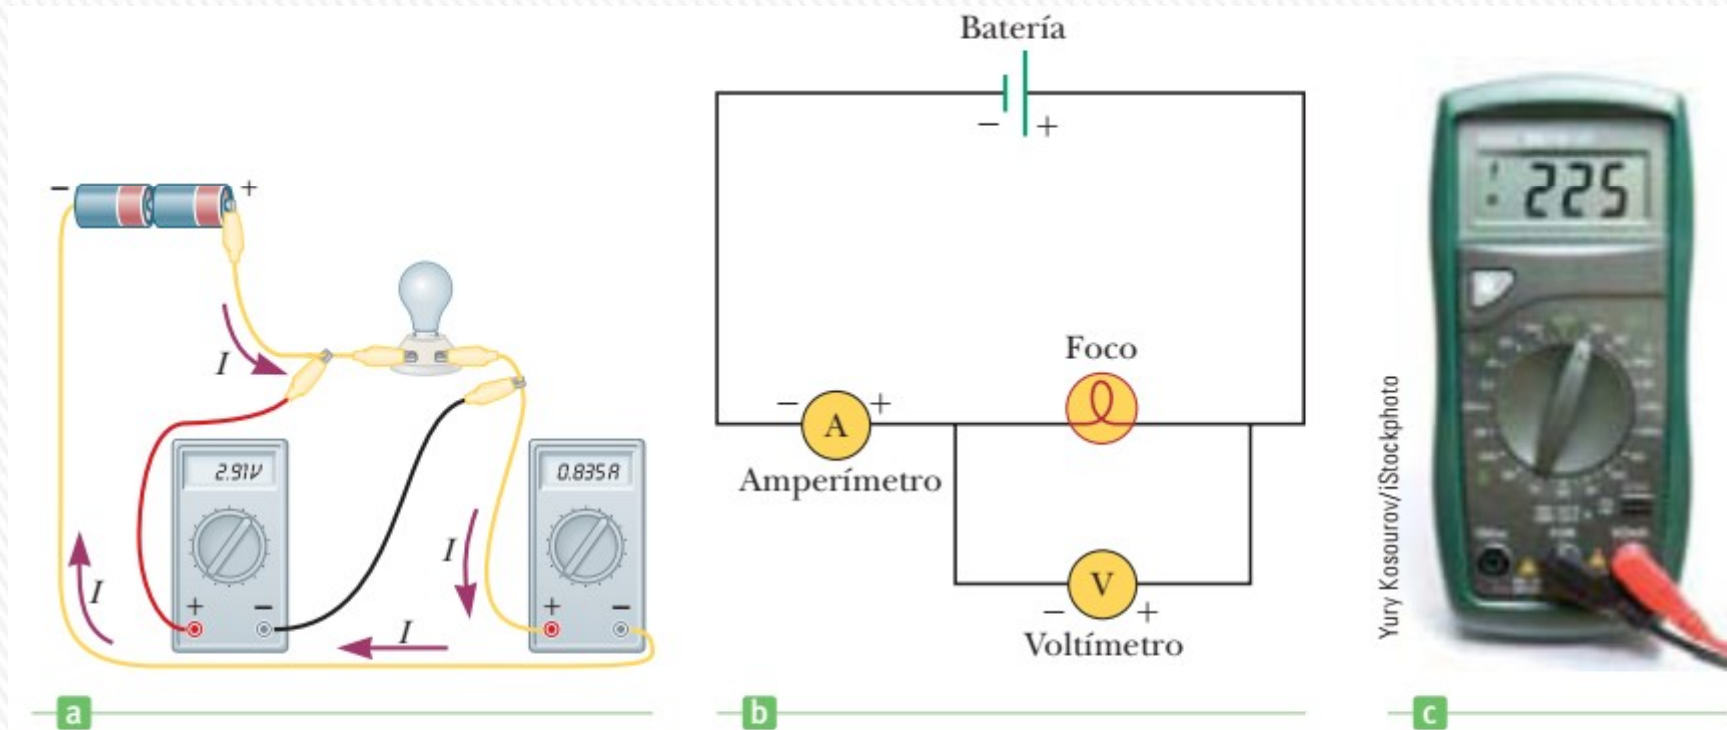 − +
I
2.91V
0.835A
I
I
I
+ −
+ −
a
Batería
− +
Foco
− +
A
Amperímetro
V
− +
Voltímetro
b
225
Yury Kosourov/iStockphoto
c